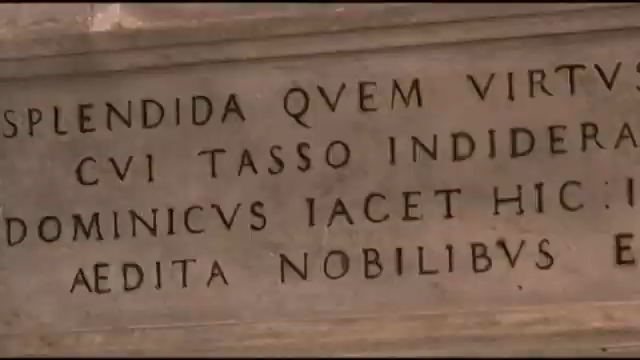 SPLENDIDA QVEM VIRTVS
CVI TASSO INDIDERA
DOMINICVS IACET HIC : I
AEDITA NOBILIBVS E